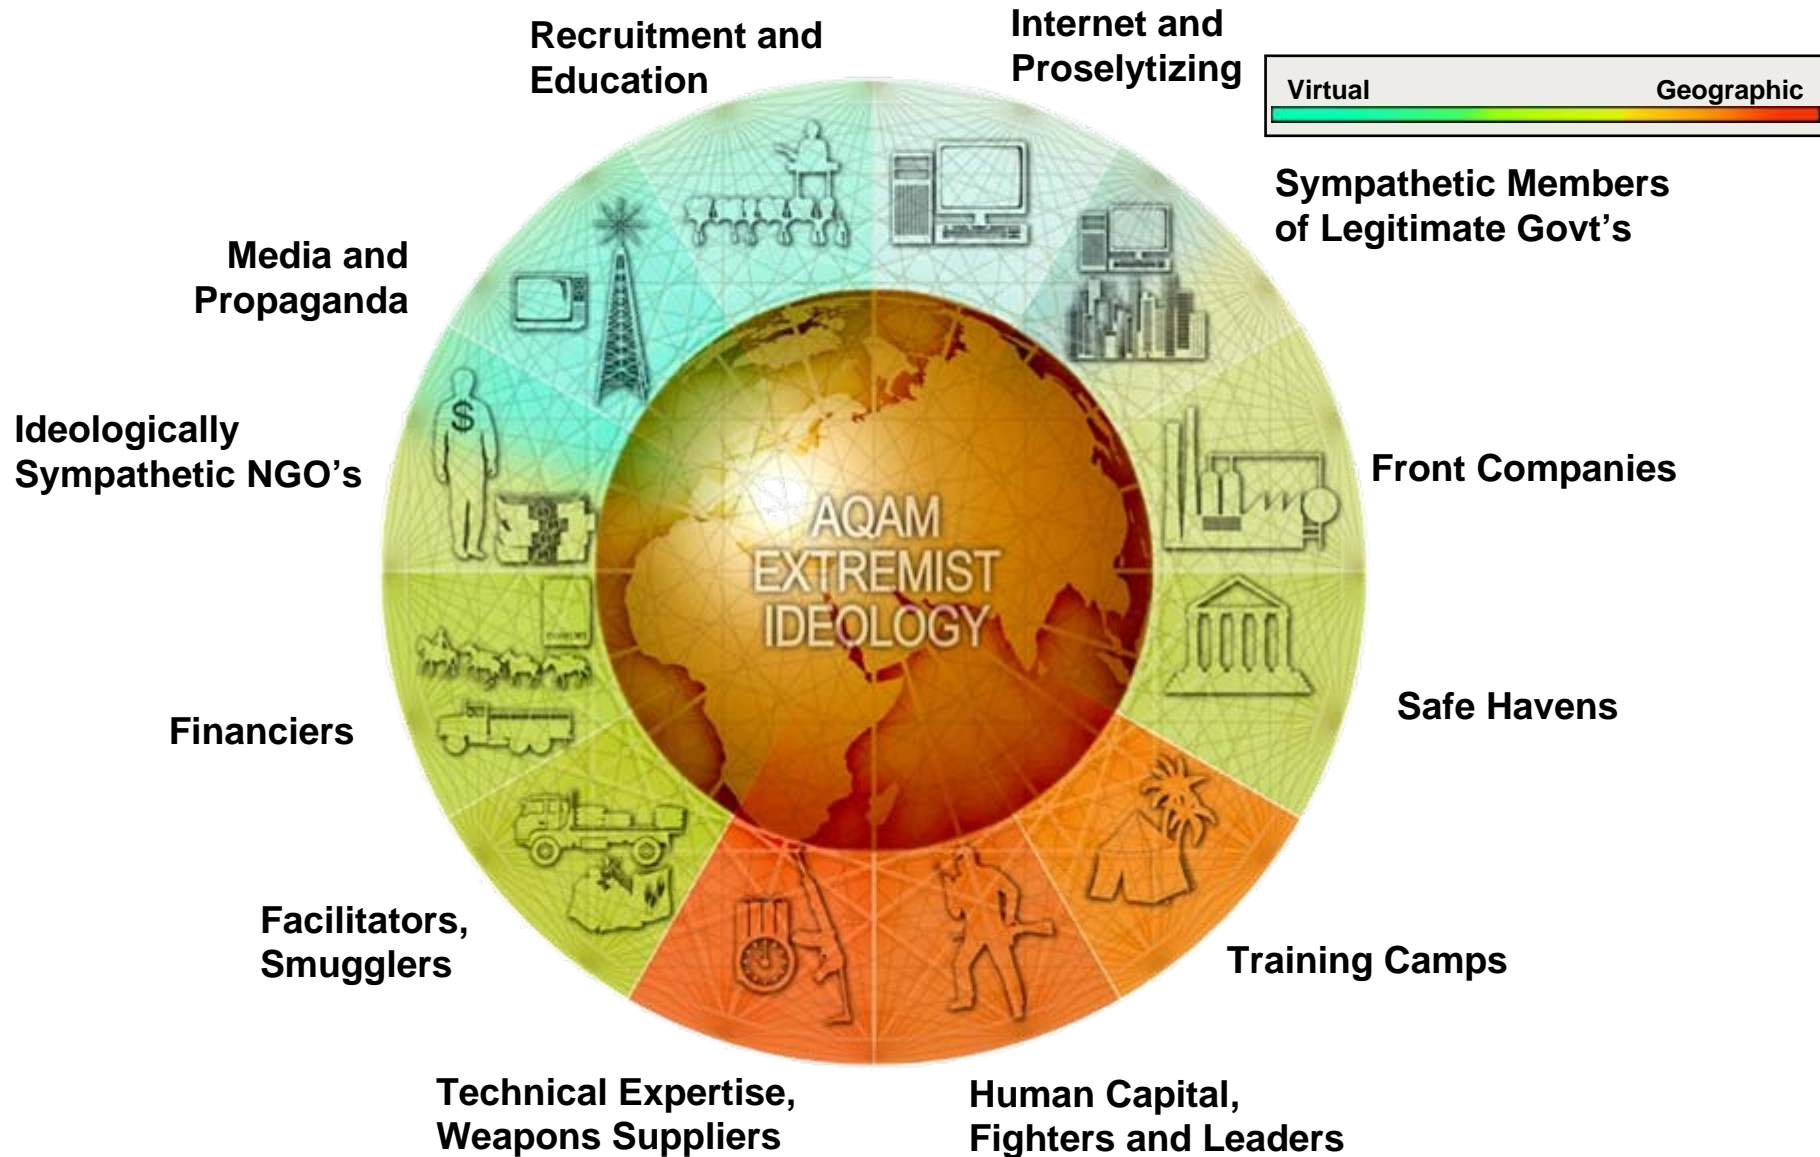 Recruitment and
Education
Internet and
Proselytizing
Virtual
Geographic
Sympathetic Members
of Legitimate Govt’s
Media and
Propaganda
Ideologically
Sympathetic NGO’s
$
Front Companies
AQAM
EXTREMIST
IDEOLOGY
Safe Havens
Financiers
Facilitators,
Smugglers
Training Camps
Technical Expertise,
Weapons Suppliers
Human Capital,
Fighters and Leaders